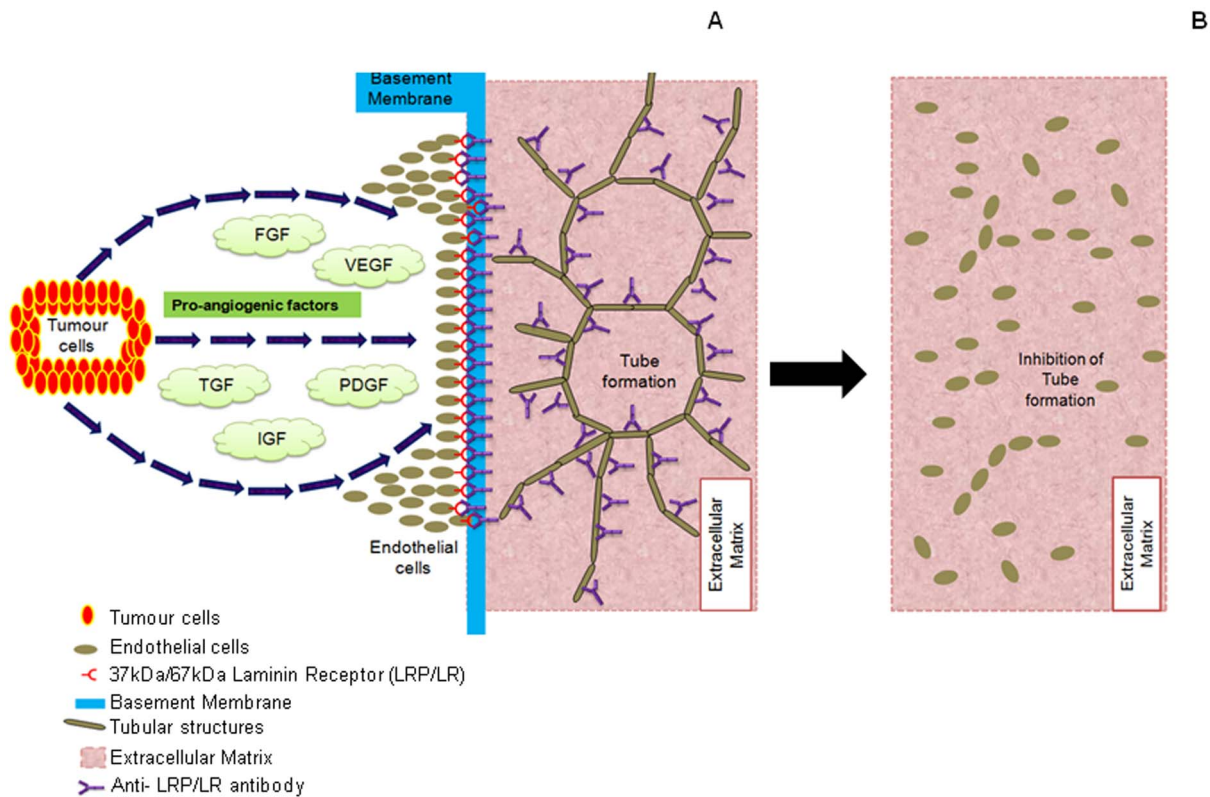 A
B
Basement
Membrane
FGF
VEGF
Pro-angiogenic factors
Tumour
cells
TGF
PDGF
IGF
Endothelial
cells
Tube
formation
Extracellular
Matrix
Inhibition of
Tube
formation
Extracellular
Matrix
Tumour cells
Endothelial cells
37kDa/67kDa Laminin Receptor (LRP/LR)
Basement Membrane
Tubular structures
Extracellular Matrix
Anti- LRP/LR antibody